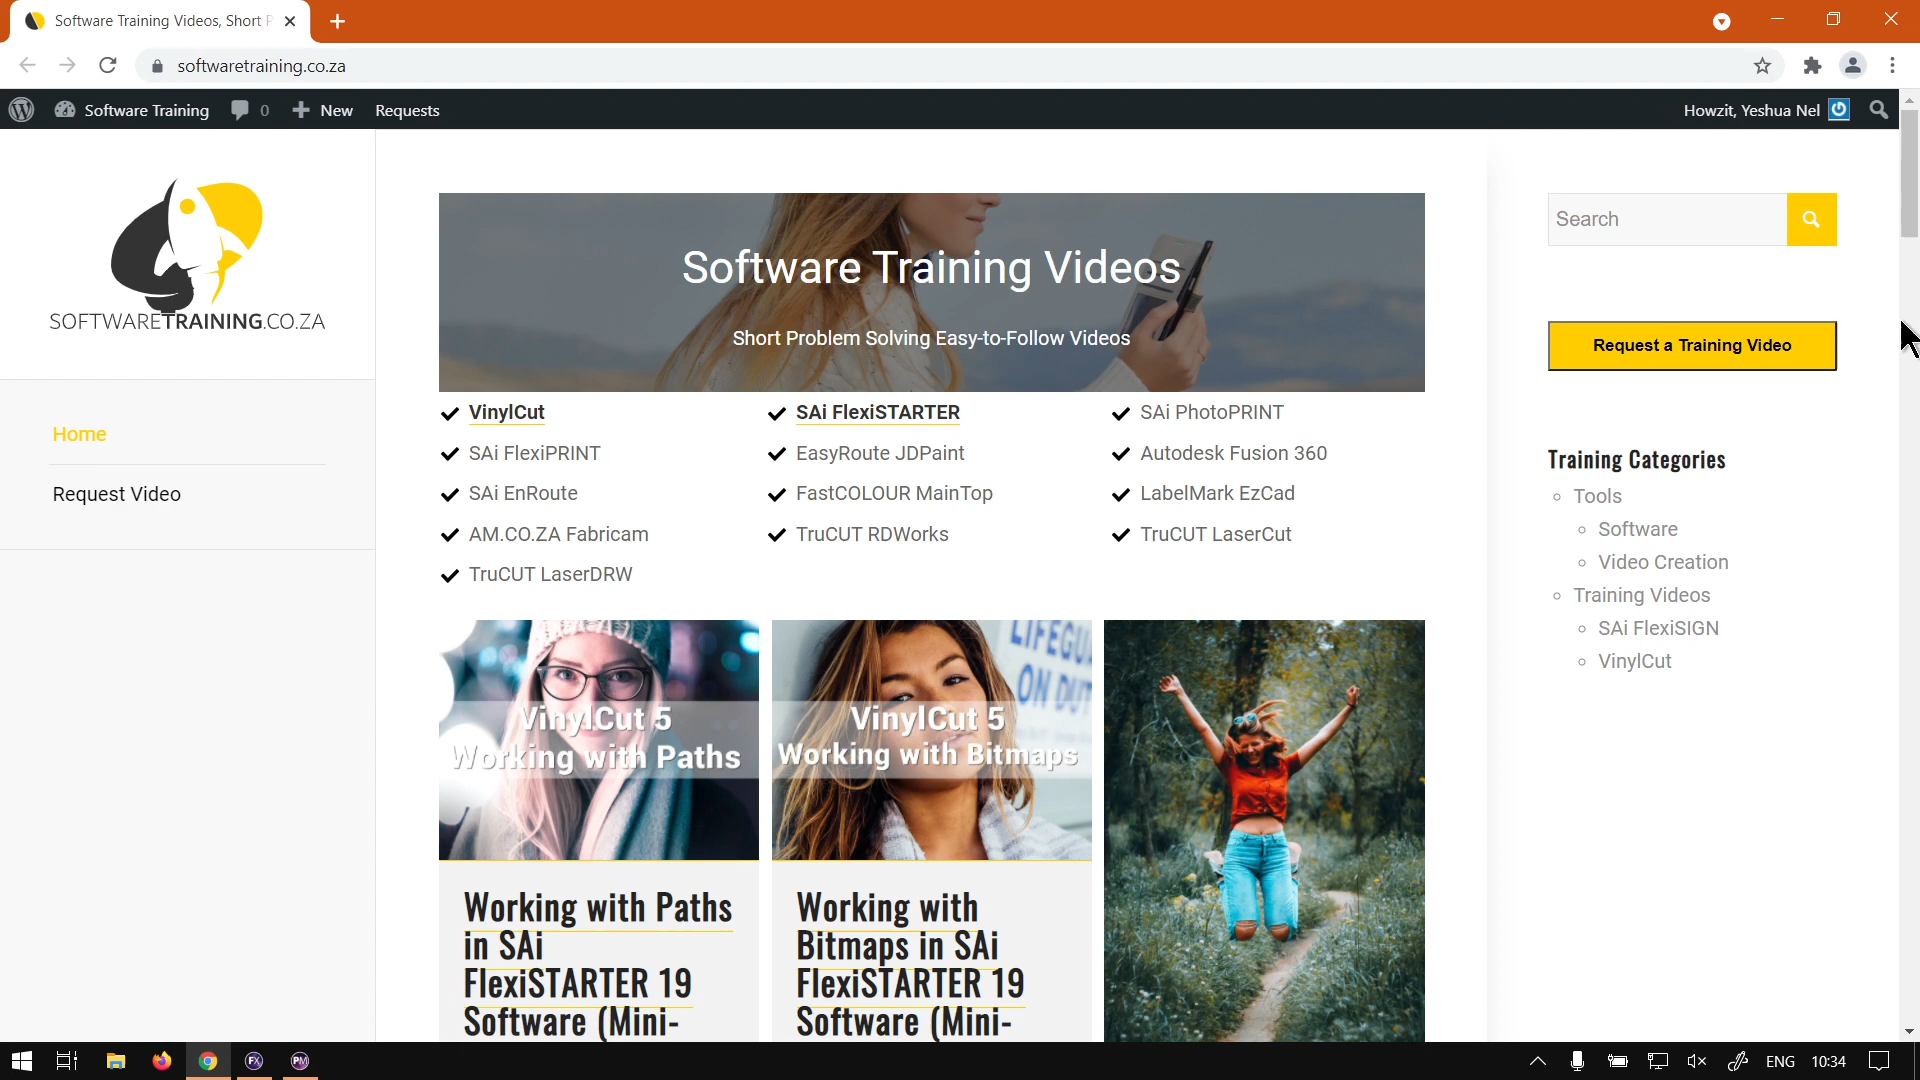 Software Training Videos, Short P
softwaretraining.co.za
Software Training 0 New Requests
Howzit, Yeshua Nel
SOFTWARETRAINING.CO.ZA
Home
Request Video
Software Training Videos
Short Problem Solving Easy-to-Follow Videos
VinylCut SAi FlexiSTARTER SAi PhotoPRINT
SAi FlexiPRINT EasyRoute JDPaint Autodesk Fusion 360
SAi EnRoute FastCOLOUR MainTop LabelMark EzCad
AM.CO.ZA Fabricam TruCUT RDWorks TruCUT LaserCut
TruCUT LaserDRW
VinylCut 5
Working with Paths
LIFEGU
ON DUT
VinylCut 5
Working with Bitmaps
Working with Paths
in SAi
FlexiSTARTER 19
Software (Mini-
Working with
Bitmaps in SAi
FlexiSTARTER 19
Software (Mini-
Search
Request a Training Video
Training Categories
Tools
Software
Video Creation
Training Videos
SAi FlexiSIGN
VinylCut
FX PM ENG 10:34